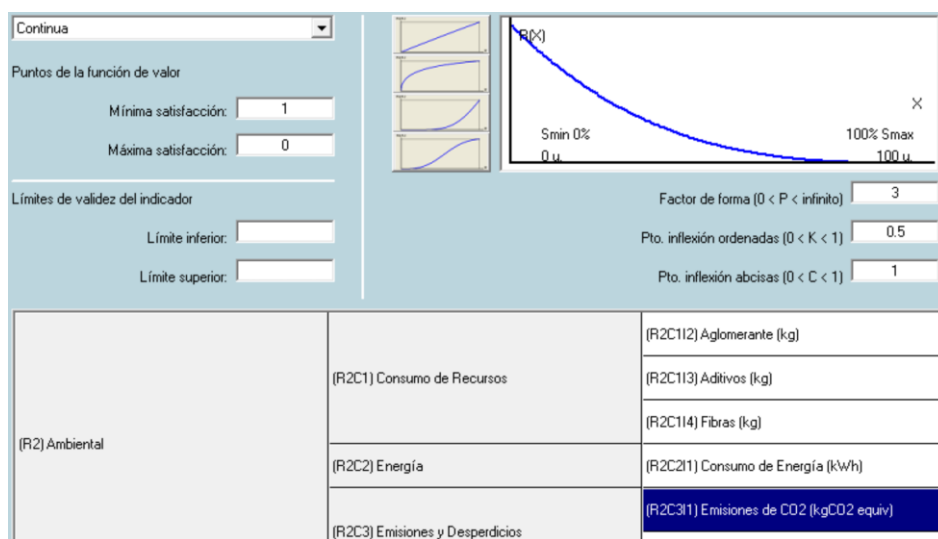 Continua
Puntos de la función de valor
Mínima satisfacción: 1
Máxima satisfacción: 0
Límites de validez del indicador
Límite inferior:
Límite superior:
R(X)
X
Smin 0%
100% Smax
0 u.
100 u.
Factor de forma (0 < P < infinito) 3
Pto. inflexión ordenadas (0 < K < 1) 0.5
Pto. inflexión abcisas (0 < C < 1) 1
(R2) Ambiental
(R2C1) Consumo de Recursos
(R2C1I2) Aglomerante (kg)
(R2C1I3) Aditivos (kg)
(R2C1I4) Fibras (kg)
(R2C2) Energía
(R2C2I1) Consumo de Energía (kWh)
(R2C3) Emisiones y Desperdicios
(R2C3I1) Emisiones de CO2 (kgCO2 equiv)